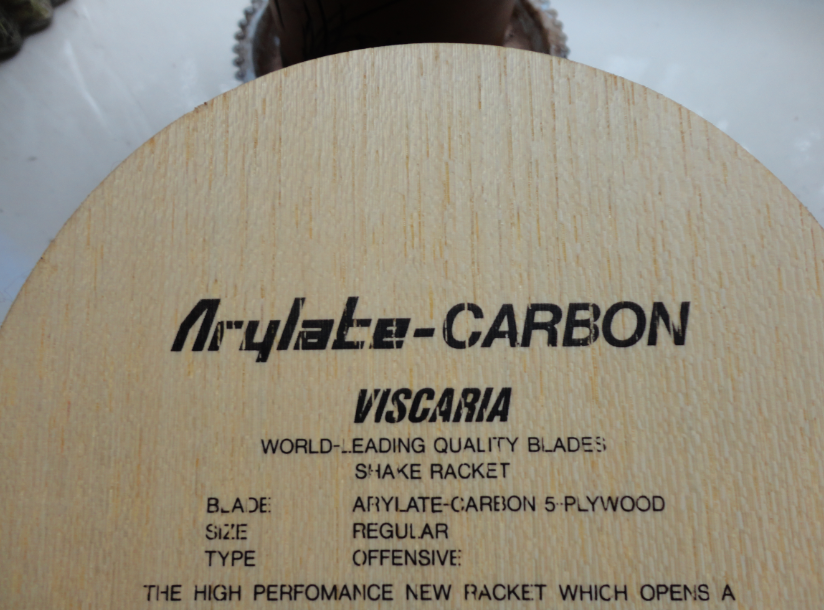 Arylate-CARBON
VISCARIA
WORLD-LEADING QUALITY BLADES
SHAKE RACKET
BLADE ARYLATE-CARBON 5-PLYWOOD
SIZE REGULAR
TYPE OFFENSIVE
THE HIGH PERFOMANCE NEW RACKET WHICH OPENS A